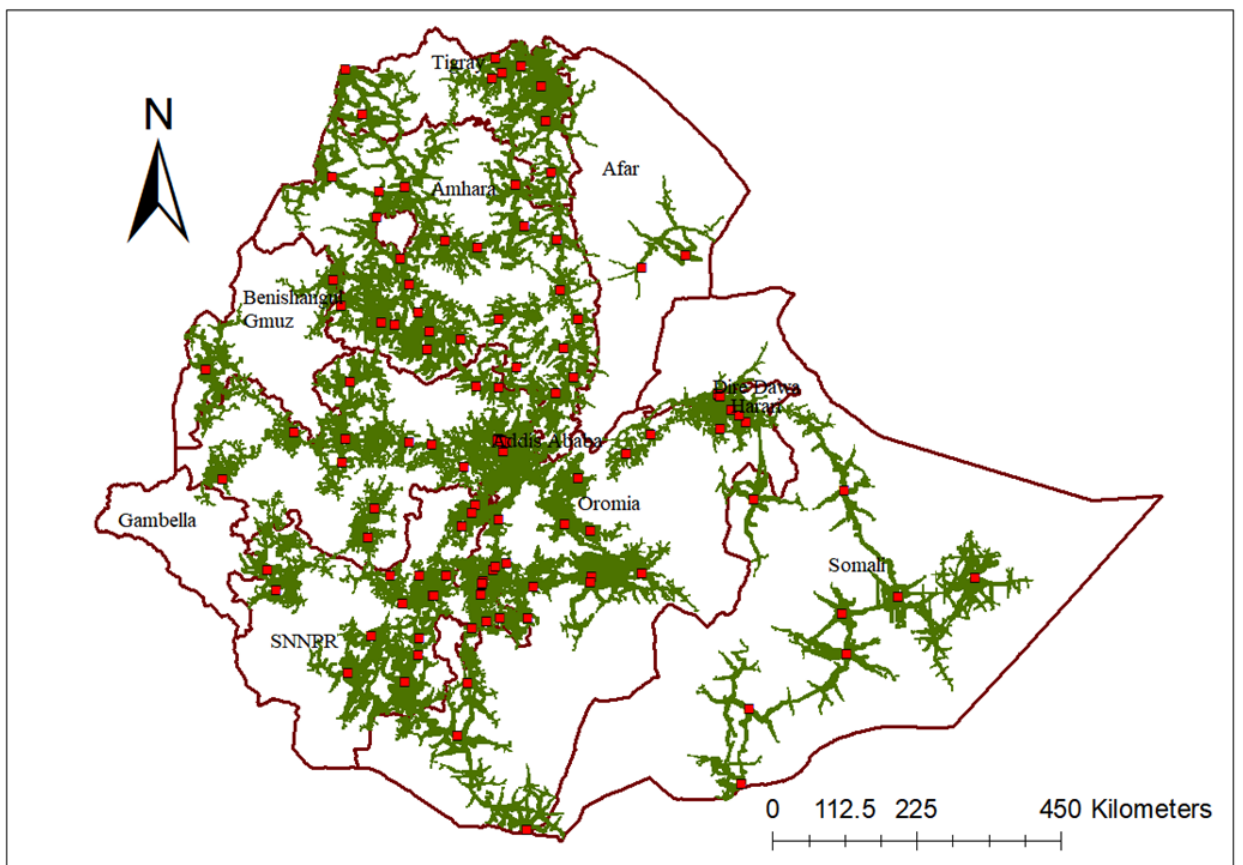 N
Tigray
Afar
Amhara
Benishangul
Gmuz
Dire Dawa
Harari
Addis Ababa
Oromia
Gambella
Somali
SNNPR
0 112.5 225 450 Kilometers